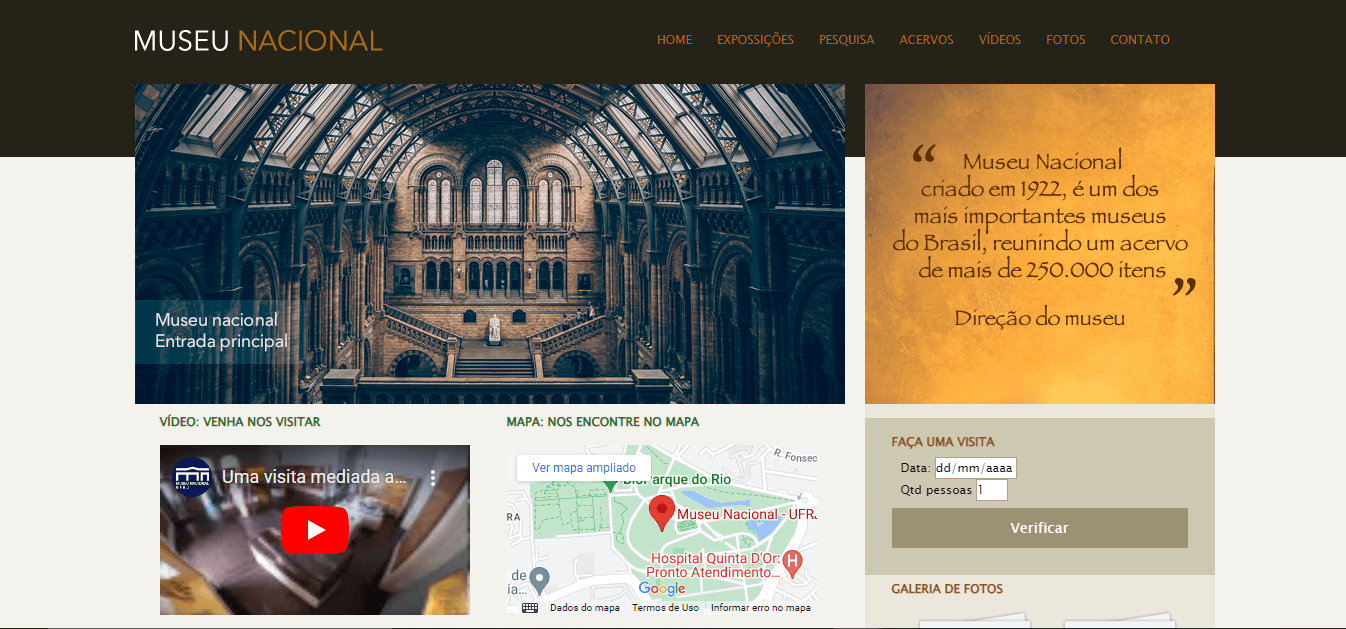 MUSEU NACIONAL
HOME EXPOSSIÇÕES PESQUISA ACERVOS VÍDEOS FOTOS CONTATO
Museu nacional
Entrada principal
“ Museu Nacional
criado em 1922, é um dos
mais importantes museus
do Brasil, reunindo um acervo
de mais de 250.000 itens ”
Direção do museu
VÍDEO: VENHA NOS VISITAR
Uma visita mediada a...
MUSEU NACIONAL
UFRJ
MAPA: NOS ENCONTRE NO MAPA
Ver mapa ampliado
R. Fonsec
BioParque do Rio
RA
Museu Nacional - UFRJ
Hospital Quinta D'Or:
Pronto Atendimento...
de
ia...
Google
Dados do mapa Termos de Uso Informar erro no mapa
FAÇA UMA VISITA
Data: dd/mm/aaaa
Qtd pessoas 1
Verificar
GALERIA DE FOTOS